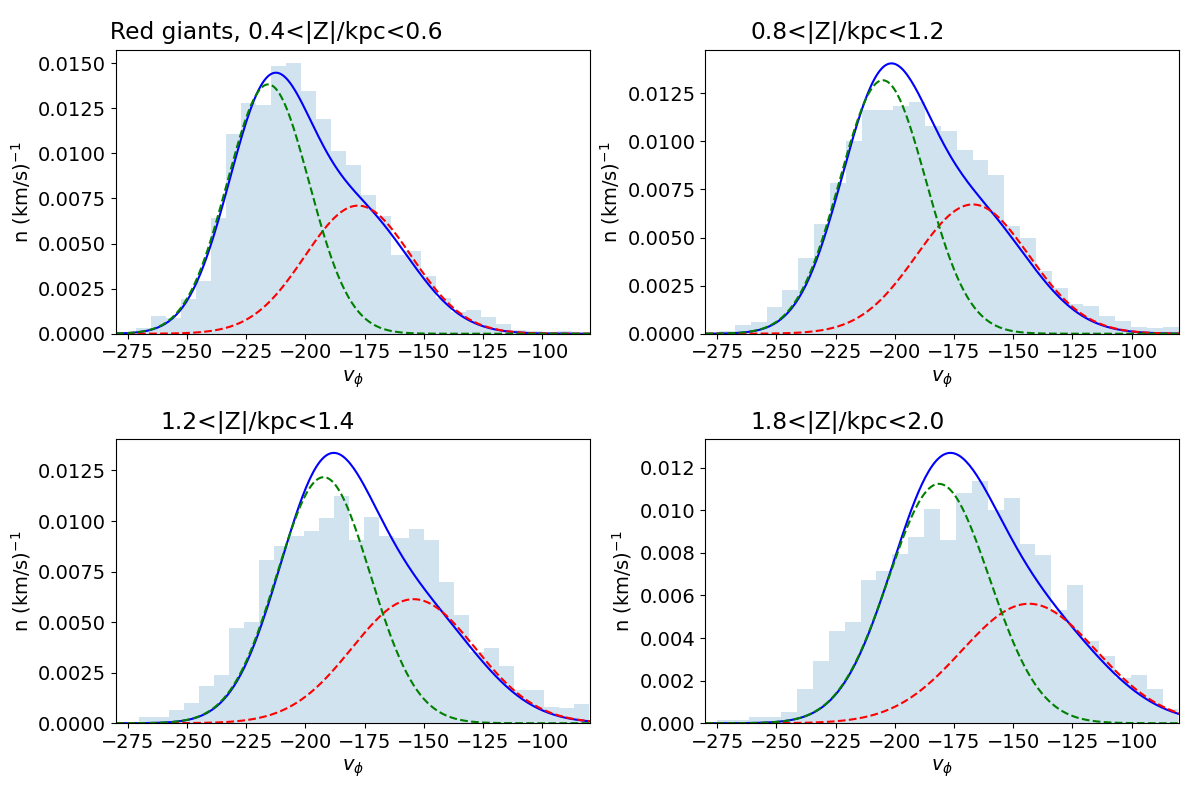 Red giants, 0.4<|Z|/kpc<0.6
0.8<|Z|/kpc<1.2
0.0150
0.0125
0.0100
0.0075
0.0050
0.0025
0.0000
n (km/s)⁻¹
−275 −250 −225 −200 −175 −150 −125 −100
v_ϕ
0.0125
0.0100
0.0075
0.0050
0.0025
0.0000
n (km/s)⁻¹
−275 −250 −225 −200 −175 −150 −125 −100
v_ϕ
1.2<|Z|/kpc<1.4
1.8<|Z|/kpc<2.0
0.0125
0.0100
0.0075
0.0050
0.0025
0.0000
n (km/s)⁻¹
−275 −250 −225 −200 −175 −150 −125 −100
v_ϕ
0.012
0.010
0.008
0.006
0.004
0.002
0.000
n (km/s)⁻¹
−275 −250 −225 −200 −175 −150 −125 −100
v_ϕ